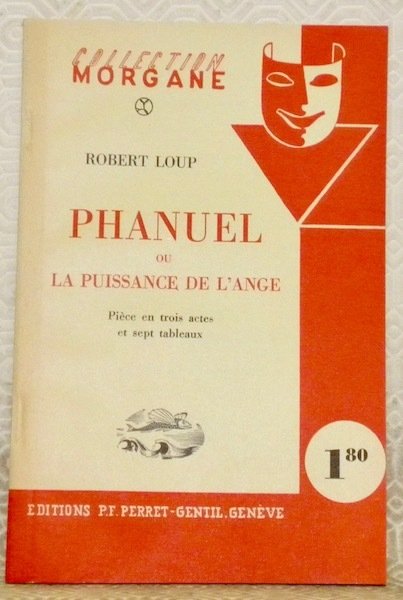 COLLECTION
MORGANE
ROBERT LOUP
PHANUEL
OU
LA PUISSANCE DE L'ANGE
Pièce en trois actes
et sept tableaux
1 80
EDITIONS P.F. PERRET-GENTIL. GENÈVE